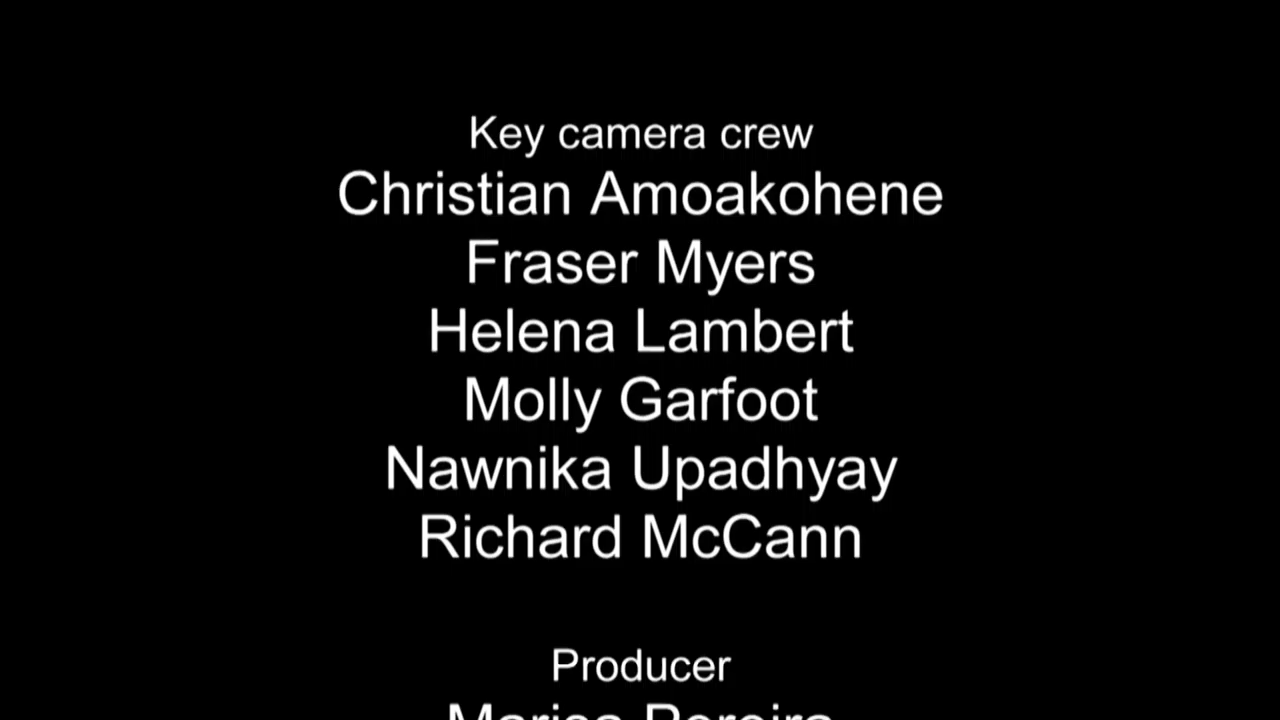 Key camera crew
Christian Amoakohene
Fraser Myers
Helena Lambert
Molly Garfoot
Nawnika Upadhyay
Richard McCann
Producer